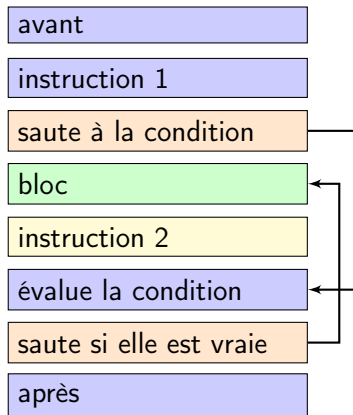 avant
instruction 1
saute à la condition
bloc
instruction 2
évalue la condition
saute si elle est vraie
après